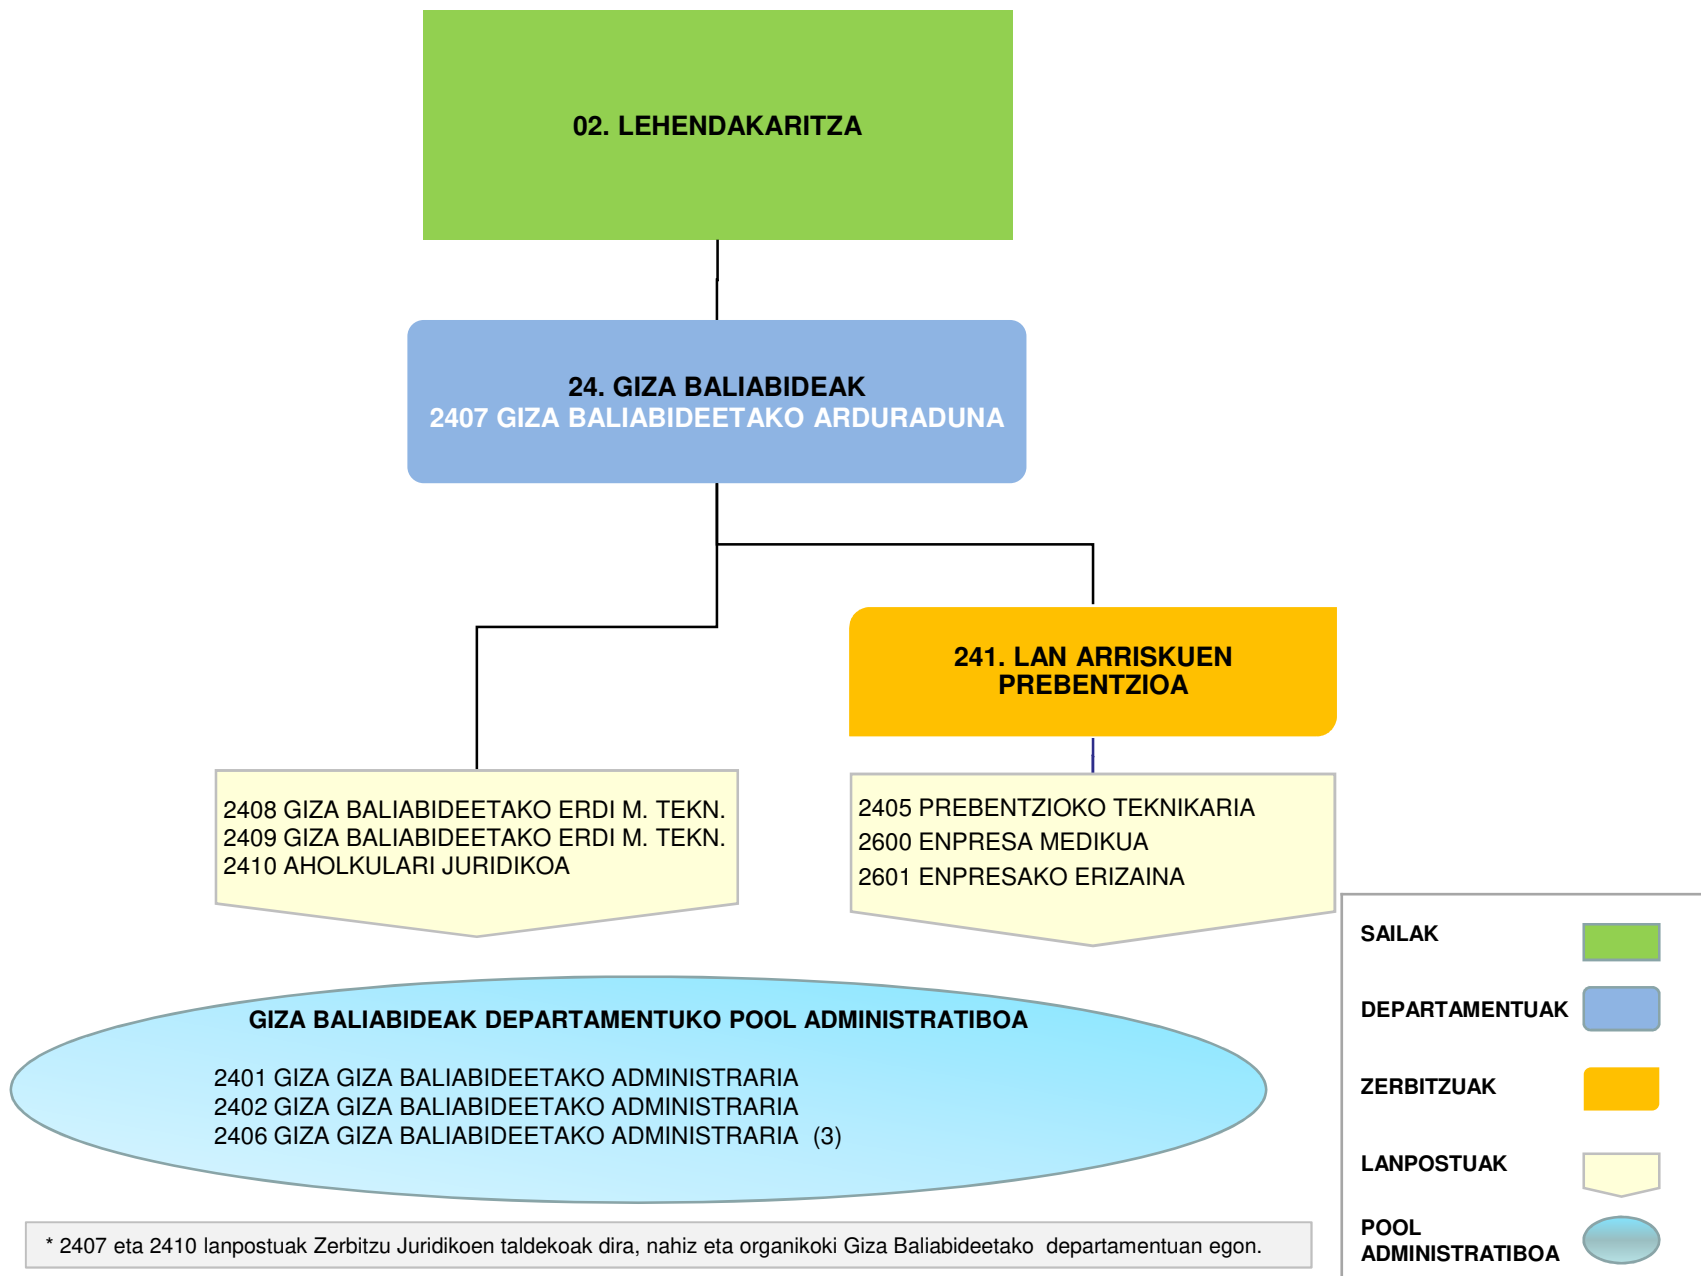 02. LEHENDAKARITZA
24. GIZA BALIABIDEAK
2407 GIZA BALIABIDEETAKO ARDURADUNA
241. LAN ARRISKUEN
PREBENTZIOA
2408 GIZA BALIABIDEETAKO ERDI M. TEKN.
2409 GIZA BALIABIDEETAKO ERDI M. TEKN.
2410 AHOLKULARI JURIDIKOA
2405 PREBENTZIOKO TEKNIKARIA
2600 ENPRESA MEDIKUA
2601 ENPRESAKO ERIZAINA
GIZA BALIABIDEAK DEPARTAMENTUKO POOL ADMINISTRATIBOA
2401 GIZA GIZA BALIABIDEETAKO ADMINISTRARIA
2402 GIZA GIZA BALIABIDEETAKO ADMINISTRARIA
2406 GIZA GIZA BALIABIDEETAKO ADMINISTRARIA (3)
* 2407 eta 2410 lanpostuak Zerbitzu Juridikoen taldekoak dira, nahiz eta organikoki Giza Baliabideetako departamentuan egon.
SAILAK
DEPARTAMENTUAK
ZERBITZUAK
LANPOSTUAK
POOL
ADMINISTRATIBOA